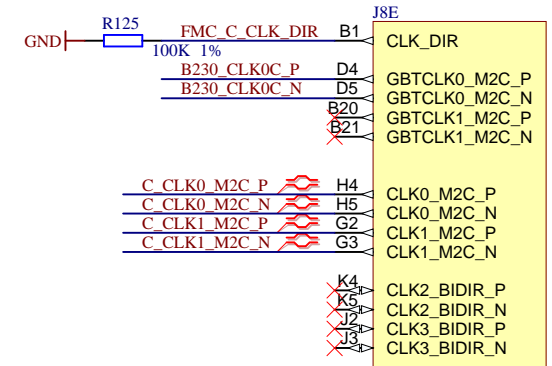 J8E
R125
FMC_C_CLK_DIR B1 CLK_DIR
GND
100K 1%
B230_CLK0C_P D4 GBTCLK0_M2C_P
B230_CLK0C_N D5 GBTCLK0_M2C_N
B20 GBTCLK1_M2C_P
B21 GBTCLK1_M2C_N
C_CLK0_M2C_P H4 CLK0_M2C_P
C_CLK0_M2C_N H5 CLK0_M2C_N
C_CLK1_M2C_P G2 CLK1_M2C_P
C_CLK1_M2C_N G3 CLK1_M2C_N
K4 CLK2_BIDIR_P
K5 CLK2_BIDIR_N
J2 CLK3_BIDIR_P
J3 CLK3_BIDIR_N